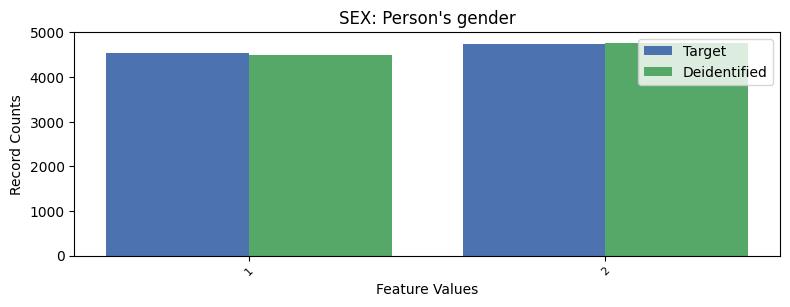 SEX: Person's gender
Target
Deidentified
Record Counts
5000
4000
3000
2000
1000
0
1
2
Feature Values